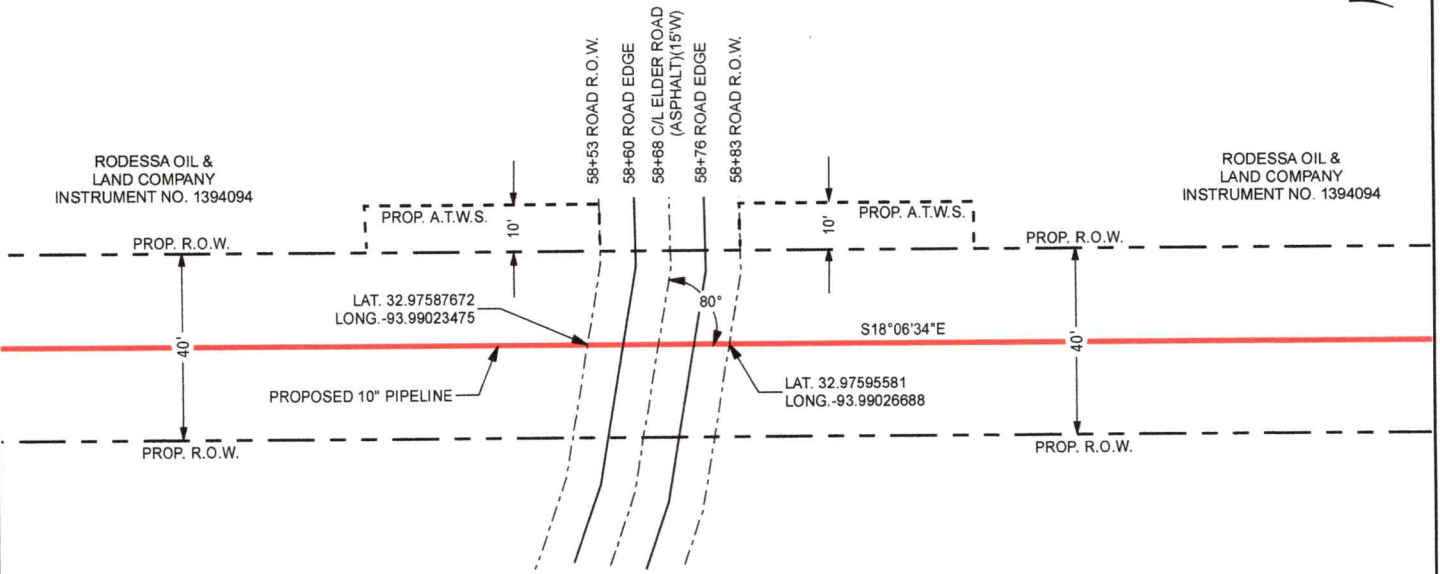 58+53 ROAD R.O.W.
58+60 ROAD EDGE
58+68 C/L ELDER ROAD
(ASPHALT)(15'W)
58+76 ROAD EDGE
58+83 ROAD R.O.W.
RODESSA OIL &
LAND COMPANY
INSTRUMENT NO. 1394094
RODESSA OIL &
LAND COMPANY
INSTRUMENT NO. 1394094
PROP. A.T.W.S.
10'
10'
PROP. A.T.W.S.
PROP. R.O.W.
PROP. R.O.W.
LAT. 32.97587672
LONG.-93.99023475
80°
S18°06'34"E
40'
40'
PROPOSED 10" PIPELINE
LAT. 32.97595581
LONG.-93.99026688
PROP. R.O.W.
PROP. R.O.W.